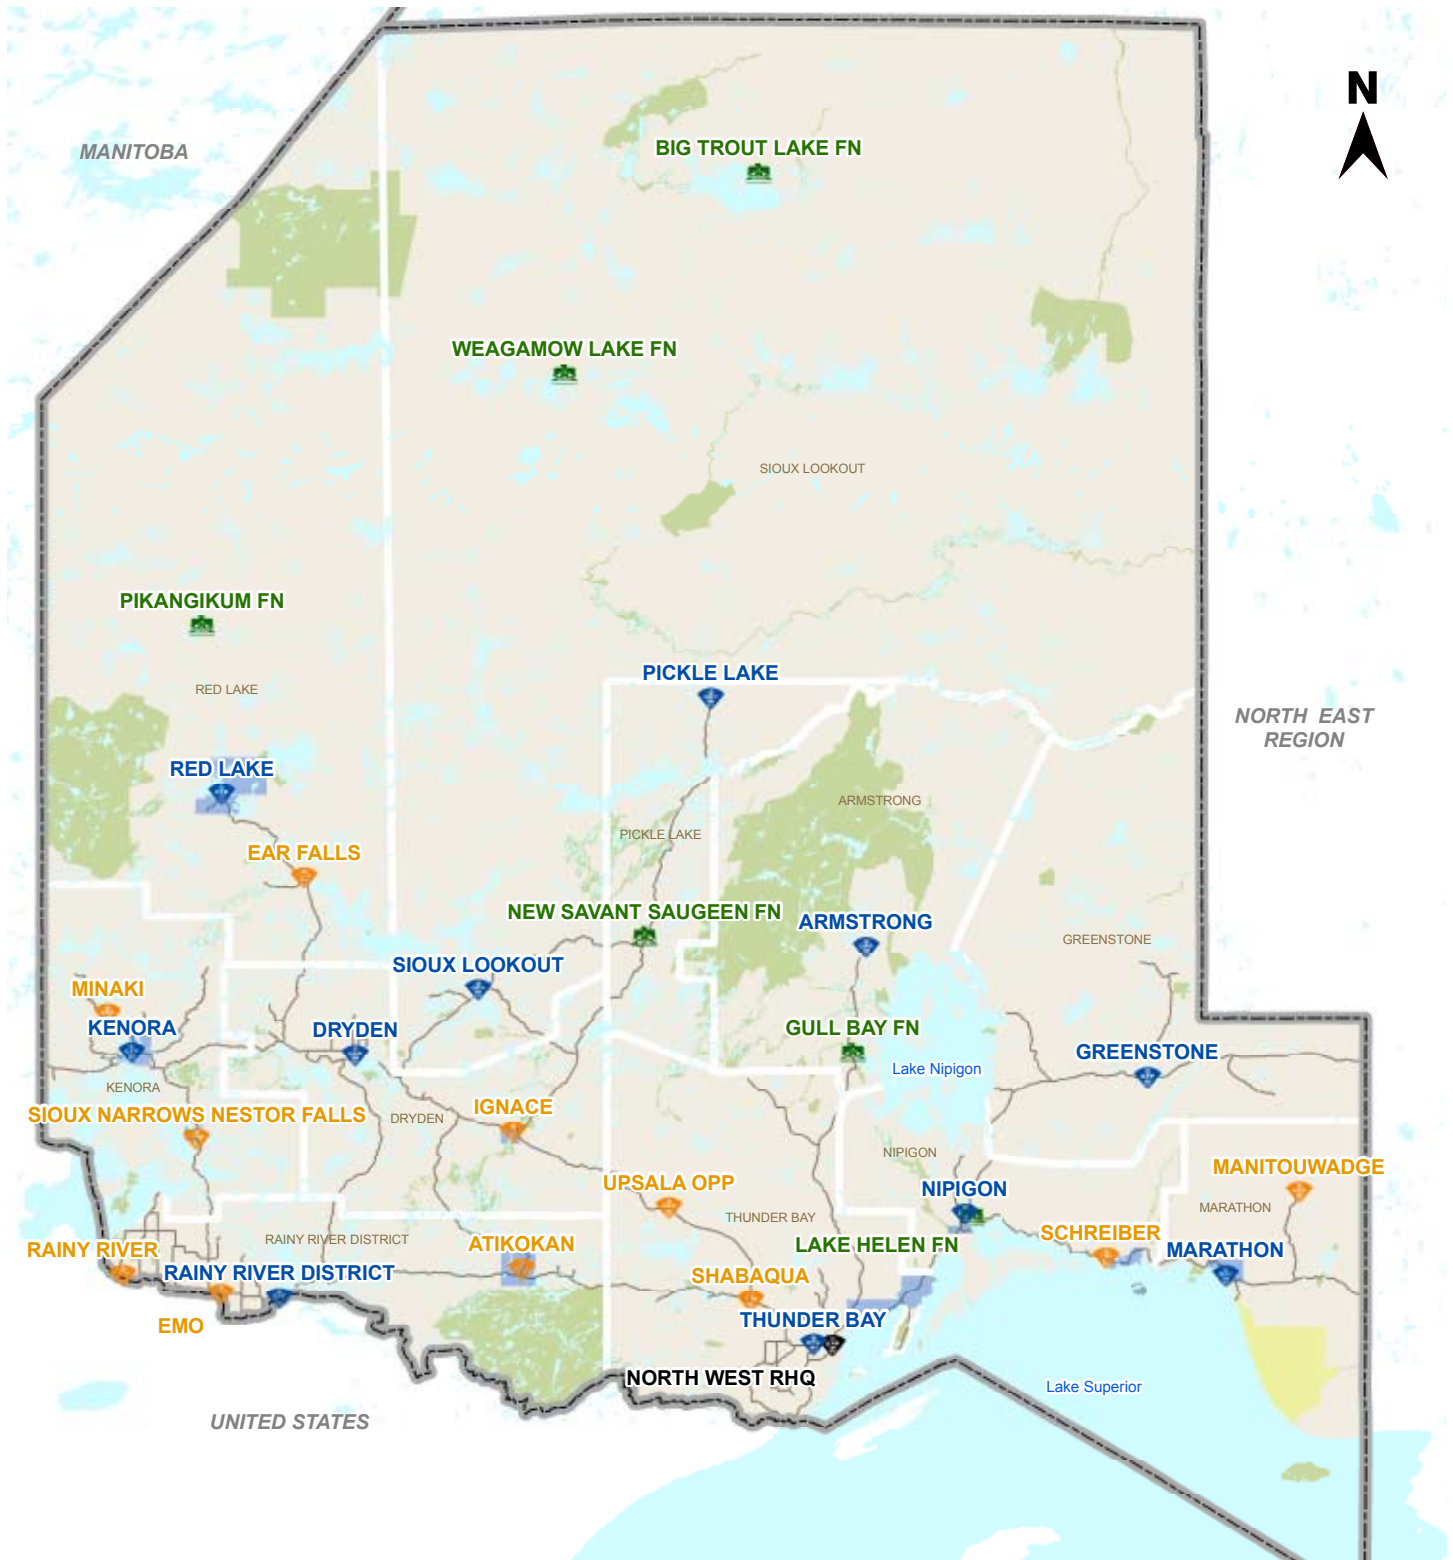 N
MANITOBA
BIG TROUT LAKE FN
WEAGAMOW LAKE FN
SIOUX LOOKOUT
PIKANGIKUM FN
PICKLE LAKE
RED LAKE
NORTH EAST
REGION
RED LAKE
ARMSTRONG
PICKLE LAKE
EAR FALLS
NEW SAVANT SAUGEEN FN
ARMSTRONG
GREENSTONE
SIOUX LOOKOUT
MINAKI
KENORA
DRYDEN
GULL BAY FN
GREENSTONE
Lake Nipigon
KENORA
SIOUX NARROWS NESTOR FALLS
DRYDEN
IGNACE
NIPIGON
MANITOUWADGE
UPSALA OPP
NIPIGON
MARATHON
THUNDER BAY
RAINY RIVER DISTRICT
ATIKOKAN
LAKE HELEN FN
SCHREIBER
RAINY RIVER
MARATHON
RAINY RIVER DISTRICT
SHABAQUA
EMO
THUNDER BAY
NORTH WEST RHQ
Lake Superior
UNITED STATES